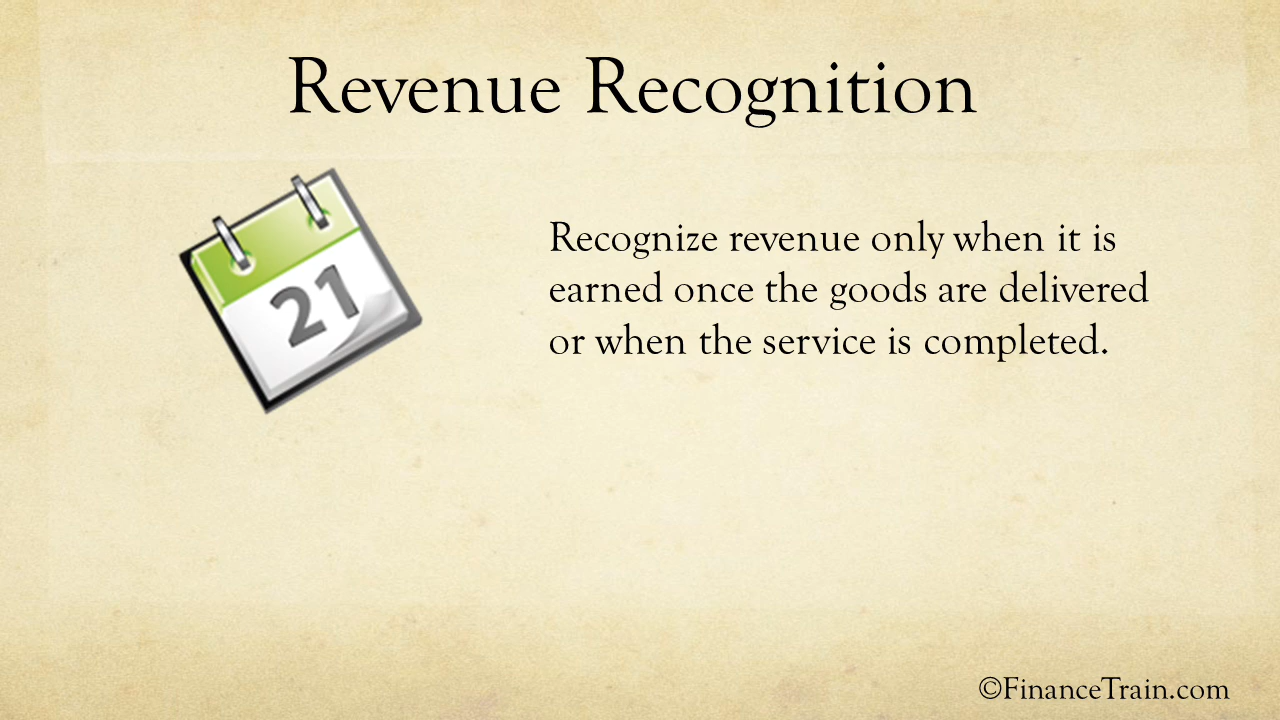 Revenue Recognition
21
Recognize revenue only when it is
earned once the goods are delivered
or when the service is completed.
©FinanceTrain.com